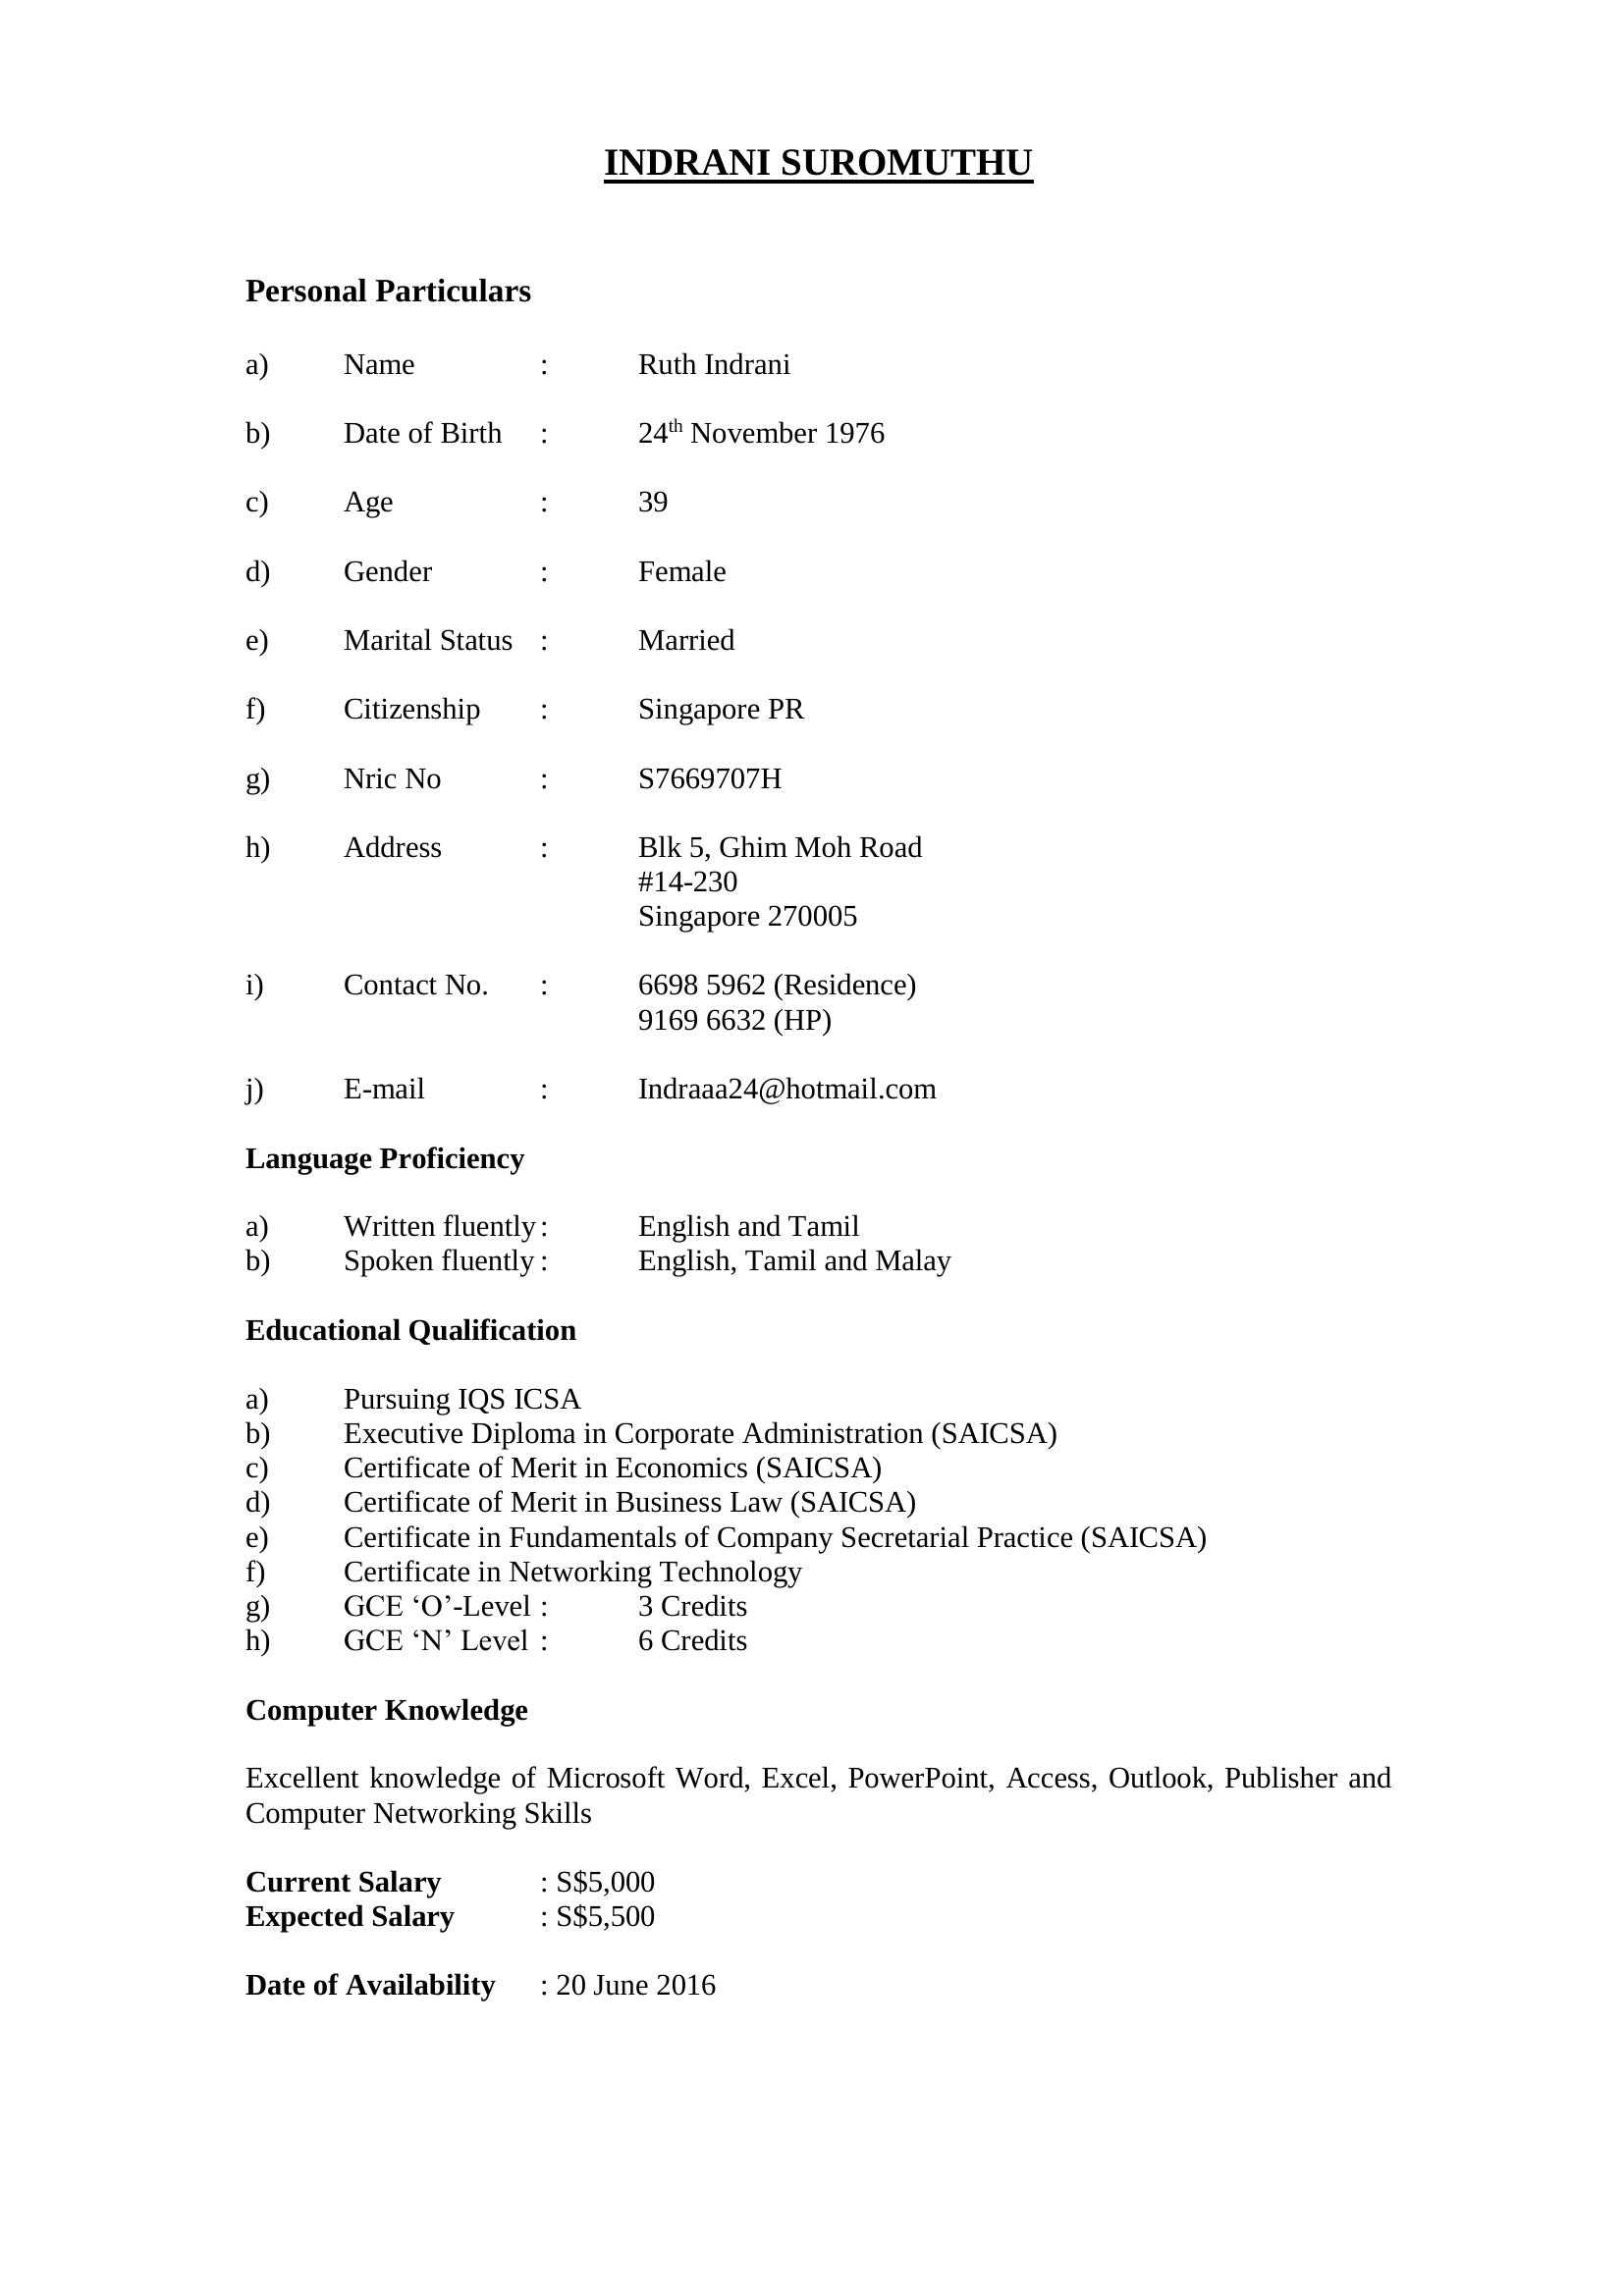 INDRANI SUROMUTHU
Personal Particulars
a) Name : Ruth Indrani
b) Date of Birth : 24th November 1976
c) Age : 39
d) Gender : Female
e) Marital Status : Married
f) Citizenship : Singapore PR
g) Nric No : S7669707H
h) Address : Blk 5, Ghim Moh Road
#14-230
Singapore 270005
i) Contact No. : 6698 5962 (Residence)
9169 6632 (HP)
j) E-mail : Indraaa24@hotmail.com
Language Proficiency
a) Written fluently : English and Tamil
b) Spoken fluently : English, Tamil and Malay
Educational Qualification
a) Pursuing IQS ICSA
b) Executive Diploma in Corporate Administration (SAICSA)
c) Certificate of Merit in Economics (SAICSA)
d) Certificate of Merit in Business Law (SAICSA)
e) Certificate in Fundamentals of Company Secretarial Practice (SAICSA)
f) Certificate in Networking Technology
g) GCE ‘O’-Level : 3 Credits
h) GCE ‘N’ Level : 6 Credits
Computer Knowledge
Excellent knowledge of Microsoft Word, Excel, PowerPoint, Access, Outlook, Publisher and
Computer Networking Skills
Current Salary : S$5,000
Expected Salary : S$5,500
Date of Availability : 20 June 2016